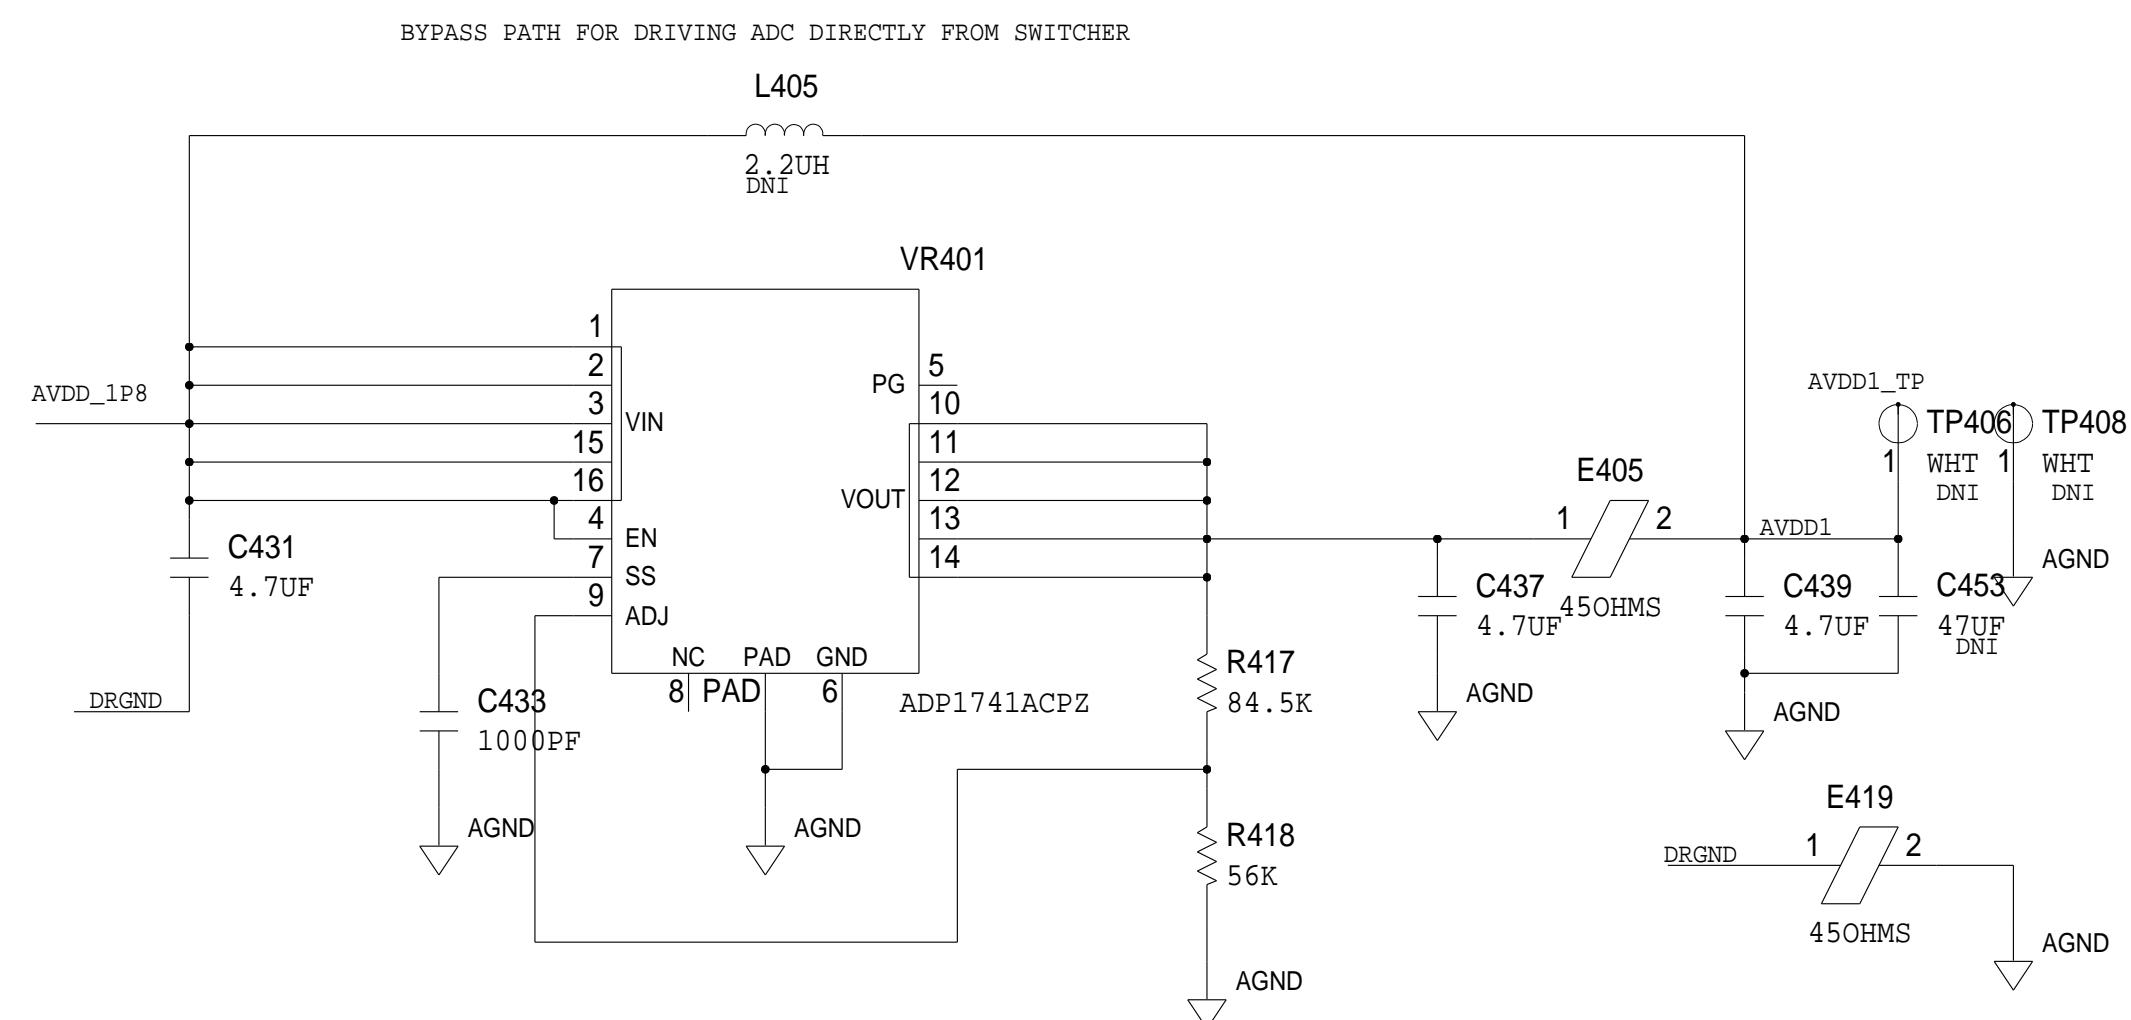 BYPASS PATH FOR DRIVING ADC DIRECTLY FROM SWITCHER
L405
2.2UH
DNI
VR401
1
2
3
15
16
4
7
9
VIN
EN
SS
ADJ
NC PAD GND
8 PAD 6
PG
VOUT
5
10
11
12
13
14
ADP1741ACPZ
AVDD_1P8
C431
4.7UF
DRGND
C433
1000PF
AGND
AGND
R417
84.5K
R418
56K
AGND
C437
4.7UF
AGND
E405
1 2
45OHMS
AVDD1
C439
4.7UF
AGND
C453
47UF
DNI
AVDD1_TP
TP406
1 WHT
DNI
TP408
1 WHT
DNI
AGND
E419
DRGND 1 2
45OHMS
AGND